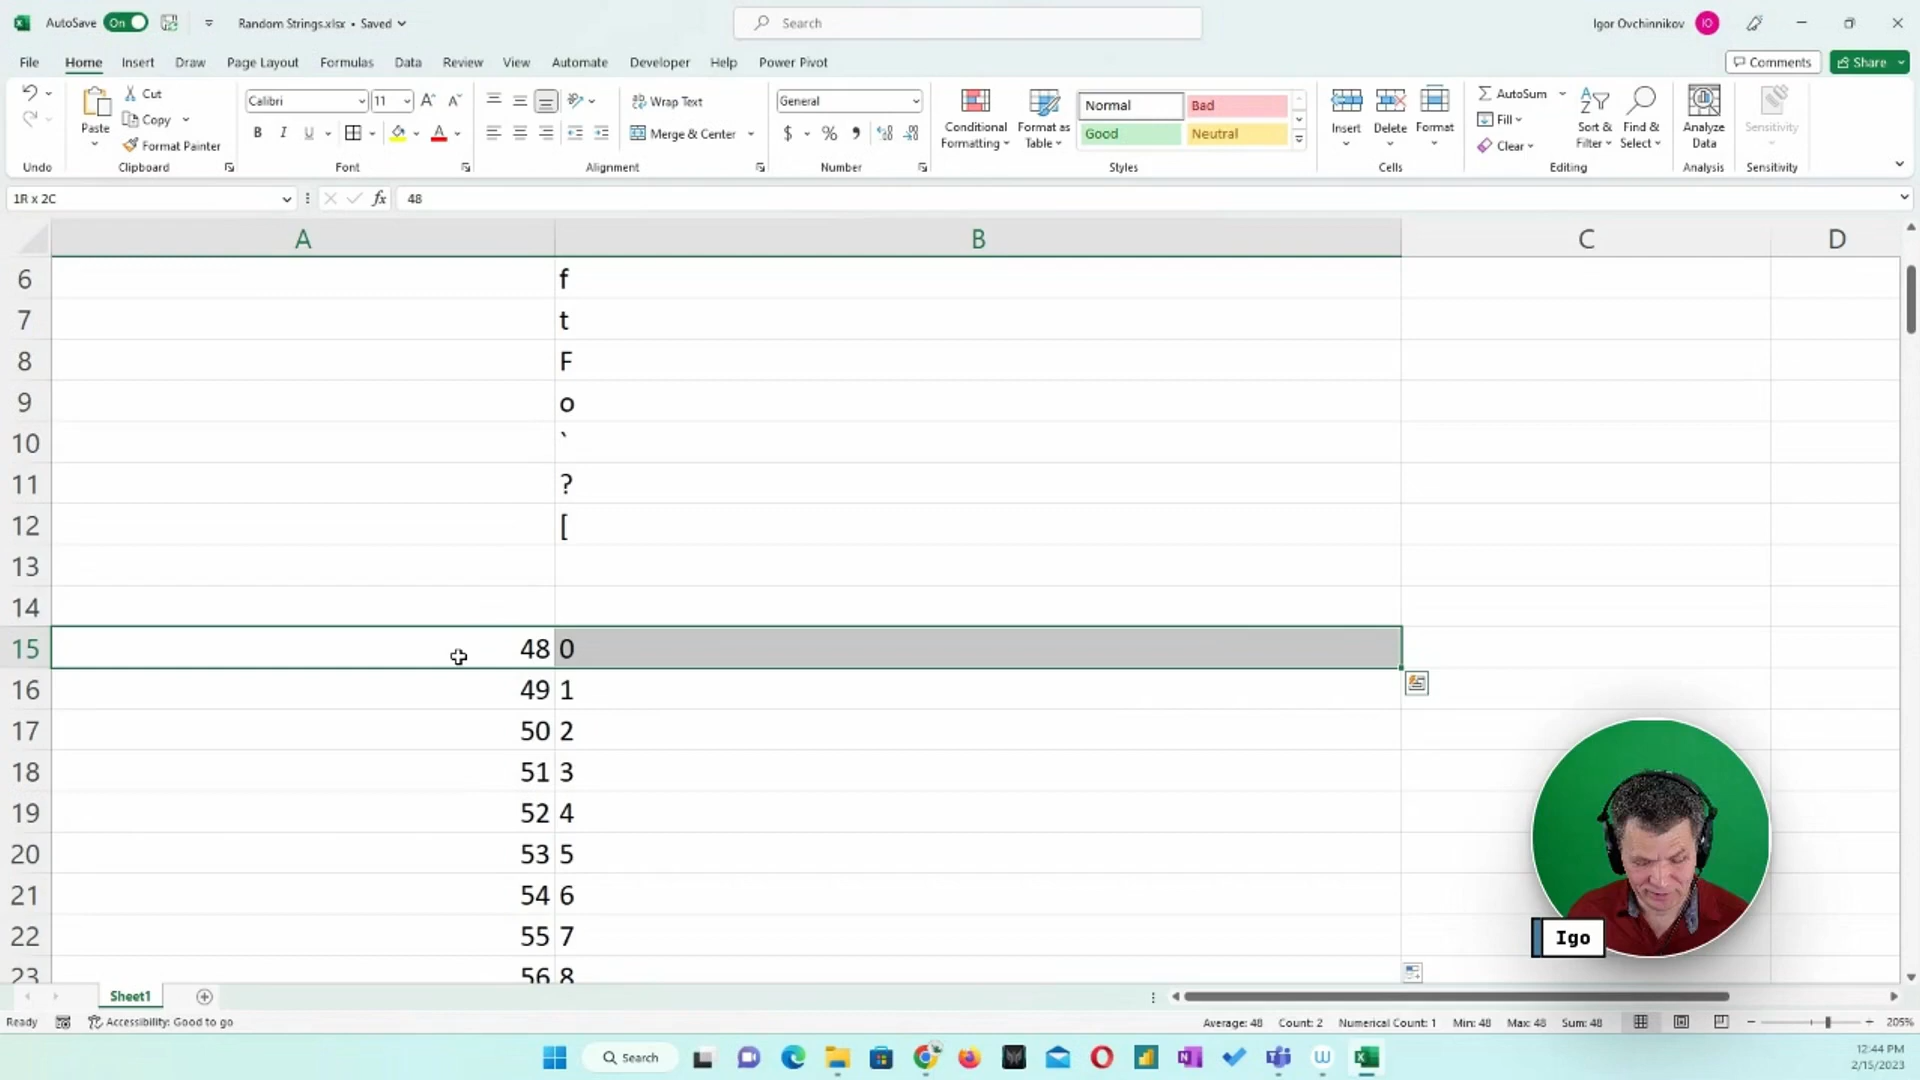 AutoSave On Random Strings.xlsx • Saved Search Igor Ovchinnikov IO
File Home Insert Draw Page Layout Formulas Data Review View Automate Developer Help Power Pivot Comments Share
Cut Calibri 11 Wrap Text General Normal Bad AutoSum
Paste Copy B I U A Merge & Center $ % Conditional Formatting Format as Table Good Neutral Insert Delete Format Fill Sort & Filter Find & Select Analyze Data Sensitivity
Format Painter Clear
Undo Clipboard Font Alignment Number Styles Cells Editing Analysis Sensitivity
1R x 2C fx 48
A B C D
6 f
7 t
8 F
9 o
10 `
11 ?
12 [
13
14
15 48 0
16 49 1
17 50 2
18 51 3
19 52 4
20 53 5
21 54 6
22 55 7
23 56 8
Igo
Sheet1
Ready Accessibility: Good to go Average: 48 Count: 2 Numerical Count: 1 Min: 48 Max: 48 Sum: 48 205%
Search 12:44 PM
2/15/2023